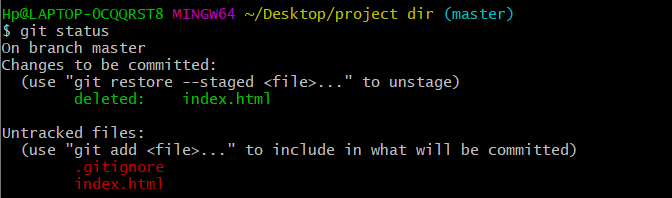 Hp@LAPTOP-OCQQRST8 MINGW64 ~/Desktop/project dir (master)
$ git status
On branch master
Changes to be committed:
  (use "git restore --staged <file>..." to unstage)
        deleted:    index.html

Untracked files:
  (use "git add <file>..." to include in what will be committed)
        .gitignore
        index.html